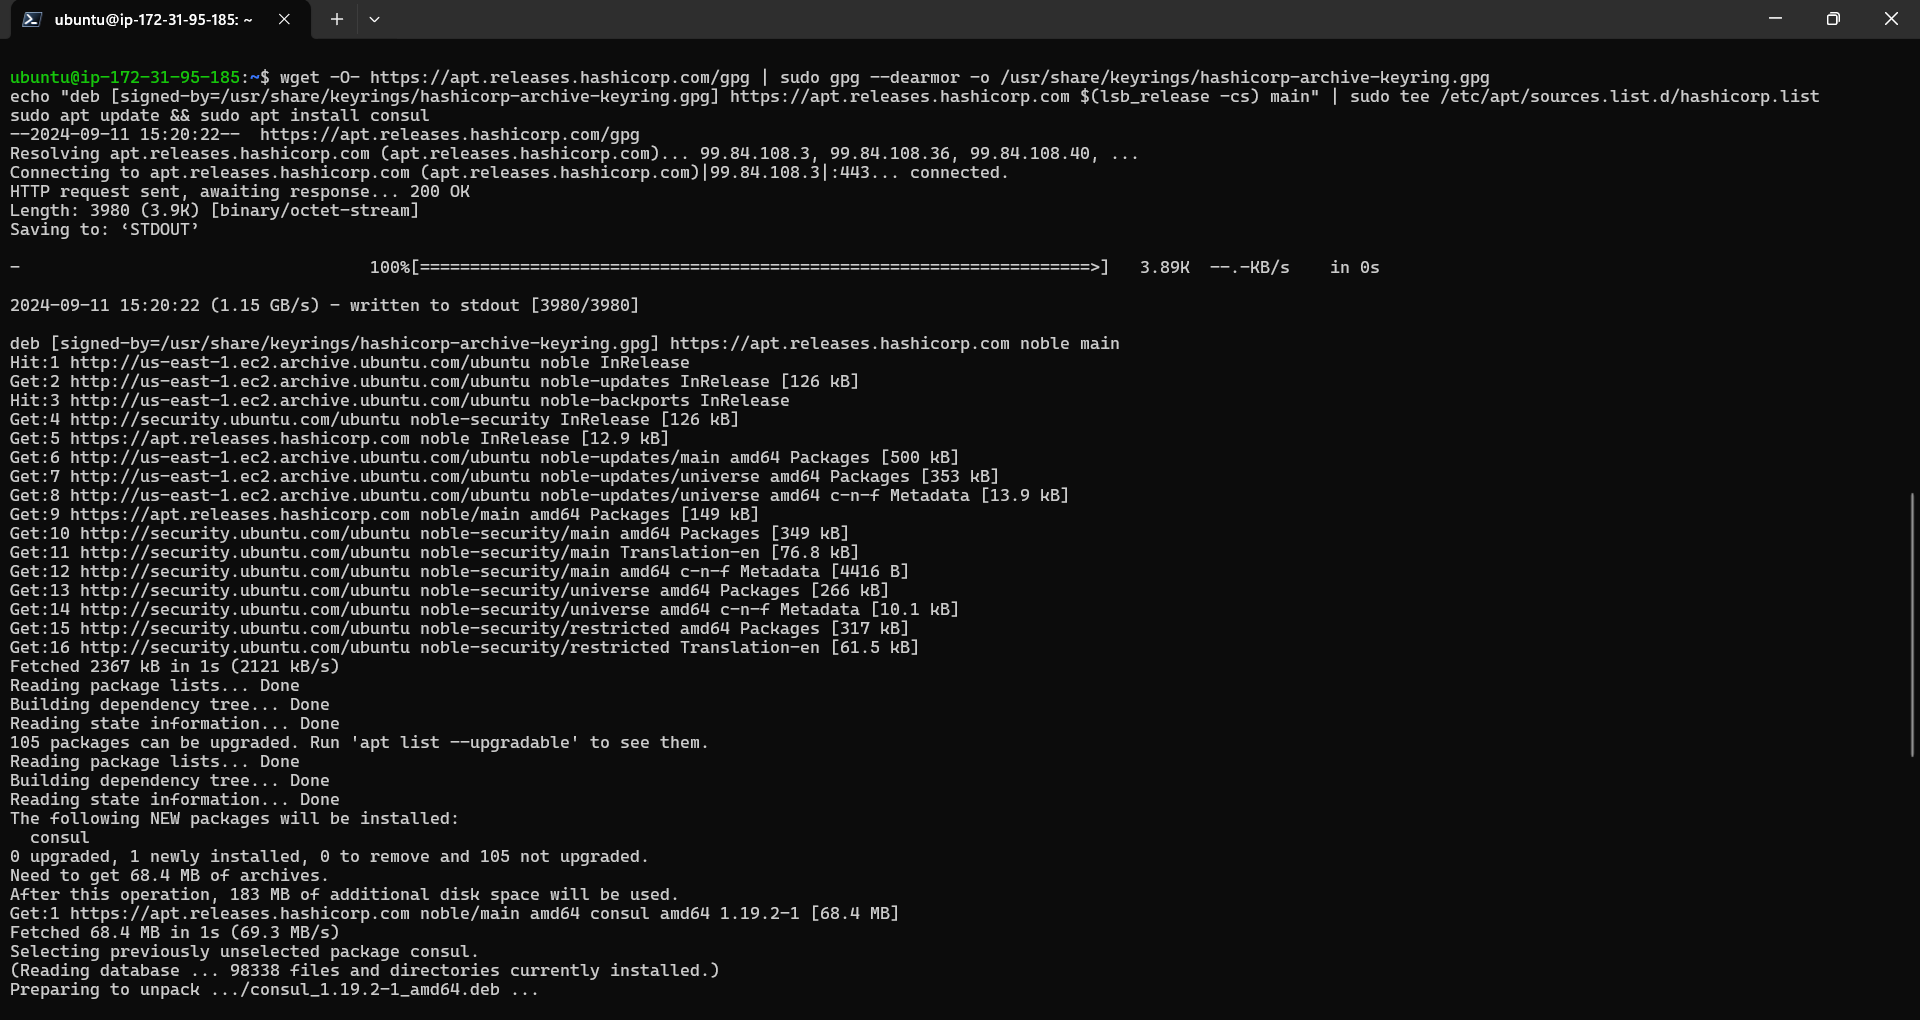 ubuntu@ip-172-31-95-185: ~
ubuntu@ip-172-31-95-185:~$ wget -O- https://apt.releases.hashicorp.com/gpg | sudo gpg --dearmor -o /usr/share/keyrings/hashicorp-archive-keyring.gpg
echo "deb [signed-by=/usr/share/keyrings/hashicorp-archive-keyring.gpg] https://apt.releases.hashicorp.com $(lsb_release -cs) main" | sudo tee /etc/apt/sources.list.d/hashicorp.list
sudo apt update && sudo apt install consul
--2024-09-11 15:20:22--  https://apt.releases.hashicorp.com/gpg
Resolving apt.releases.hashicorp.com (apt.releases.hashicorp.com)... 99.84.108.3, 99.84.108.36, 99.84.108.40, ...
Connecting to apt.releases.hashicorp.com (apt.releases.hashicorp.com)|99.84.108.3|:443... connected.
HTTP request sent, awaiting response... 200 OK
Length: 3980 (3.9K) [binary/octet-stream]
Saving to: ‘STDOUT’
-                                   100%[===================================================================>]   3.89K  --.-KB/s    in 0s
2024-09-11 15:20:22 (1.15 GB/s) - written to stdout [3980/3980]
deb [signed-by=/usr/share/keyrings/hashicorp-archive-keyring.gpg] https://apt.releases.hashicorp.com noble main
Hit:1 http://us-east-1.ec2.archive.ubuntu.com/ubuntu noble InRelease
Get:2 http://us-east-1.ec2.archive.ubuntu.com/ubuntu noble-updates InRelease [126 kB]
Hit:3 http://us-east-1.ec2.archive.ubuntu.com/ubuntu noble-backports InRelease
Get:4 http://security.ubuntu.com/ubuntu noble-security InRelease [126 kB]
Get:5 https://apt.releases.hashicorp.com noble InRelease [12.9 kB]
Get:6 http://us-east-1.ec2.archive.ubuntu.com/ubuntu noble-updates/main amd64 Packages [500 kB]
Get:7 http://us-east-1.ec2.archive.ubuntu.com/ubuntu noble-updates/universe amd64 Packages [353 kB]
Get:8 http://us-east-1.ec2.archive.ubuntu.com/ubuntu noble-updates/universe amd64 c-n-f Metadata [13.9 kB]
Get:9 https://apt.releases.hashicorp.com noble/main amd64 Packages [149 kB]
Get:10 http://security.ubuntu.com/ubuntu noble-security/main amd64 Packages [349 kB]
Get:11 http://security.ubuntu.com/ubuntu noble-security/main Translation-en [76.8 kB]
Get:12 http://security.ubuntu.com/ubuntu noble-security/main amd64 c-n-f Metadata [4416 B]
Get:13 http://security.ubuntu.com/ubuntu noble-security/universe amd64 Packages [266 kB]
Get:14 http://security.ubuntu.com/ubuntu noble-security/universe amd64 c-n-f Metadata [10.1 kB]
Get:15 http://security.ubuntu.com/ubuntu noble-security/restricted amd64 Packages [317 kB]
Get:16 http://security.ubuntu.com/ubuntu noble-security/restricted Translation-en [61.5 kB]
Fetched 2367 kB in 1s (2121 kB/s)
Reading package lists... Done
Building dependency tree... Done
Reading state information... Done
105 packages can be upgraded. Run 'apt list --upgradable' to see them.
Reading package lists... Done
Building dependency tree... Done
Reading state information... Done
The following NEW packages will be installed:
  consul
0 upgraded, 1 newly installed, 0 to remove and 105 not upgraded.
Need to get 68.4 MB of archives.
After this operation, 183 MB of additional disk space will be used.
Get:1 https://apt.releases.hashicorp.com noble/main amd64 consul amd64 1.19.2-1 [68.4 MB]
Fetched 68.4 MB in 1s (69.3 MB/s)
Selecting previously unselected package consul.
(Reading database ... 98338 files and directories currently installed.)
Preparing to unpack .../consul_1.19.2-1_amd64.deb ...